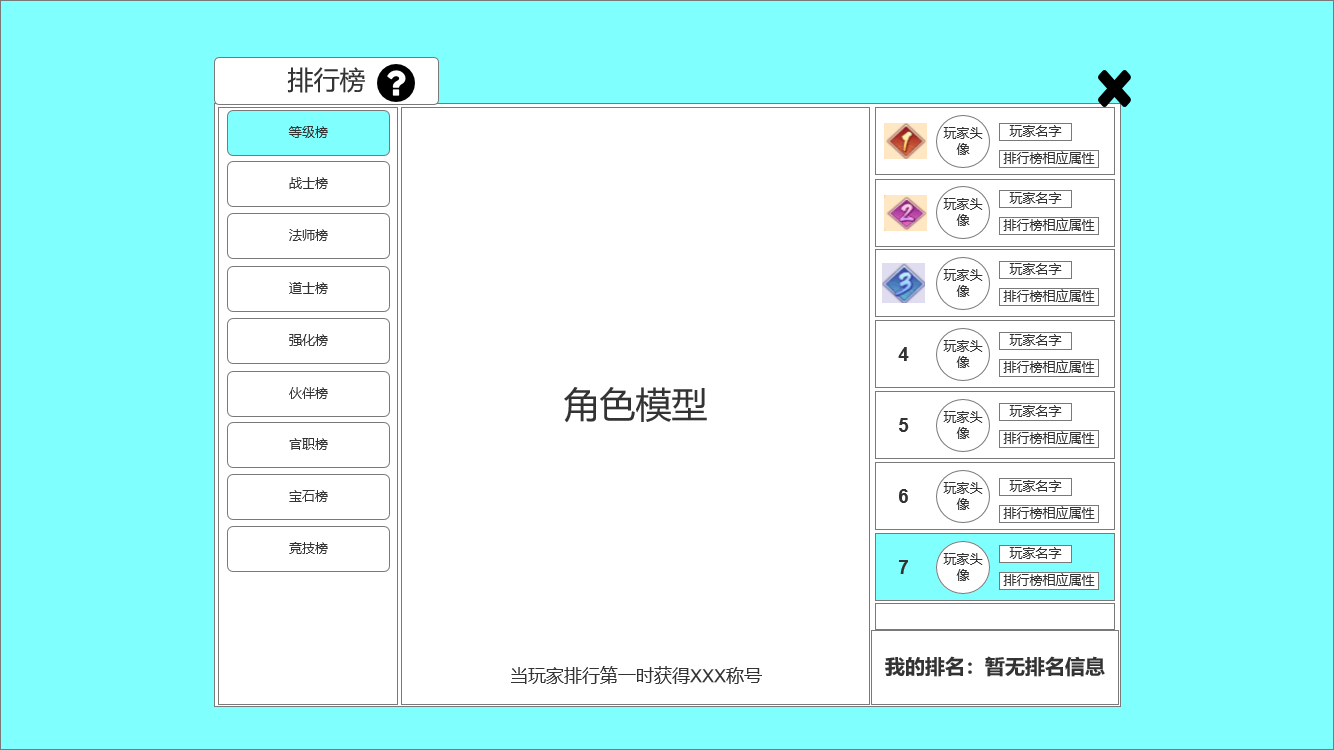 排行榜 ?
等级榜
战士榜
法师榜
道士榜
强化榜
伙伴榜
官职榜
宝石榜
竞技榜
角色模型
当玩家排行第一时获得XXX称号
1
玩家头
像
玩家名字
排行榜相应属性
2
玩家头
像
玩家名字
排行榜相应属性
3
玩家头
像
玩家名字
排行榜相应属性
4
玩家头
像
玩家名字
排行榜相应属性
5
玩家头
像
玩家名字
排行榜相应属性
6
玩家头
像
玩家名字
排行榜相应属性
7
玩家头
像
玩家名字
排行榜相应属性
我的排名：暂无排名信息